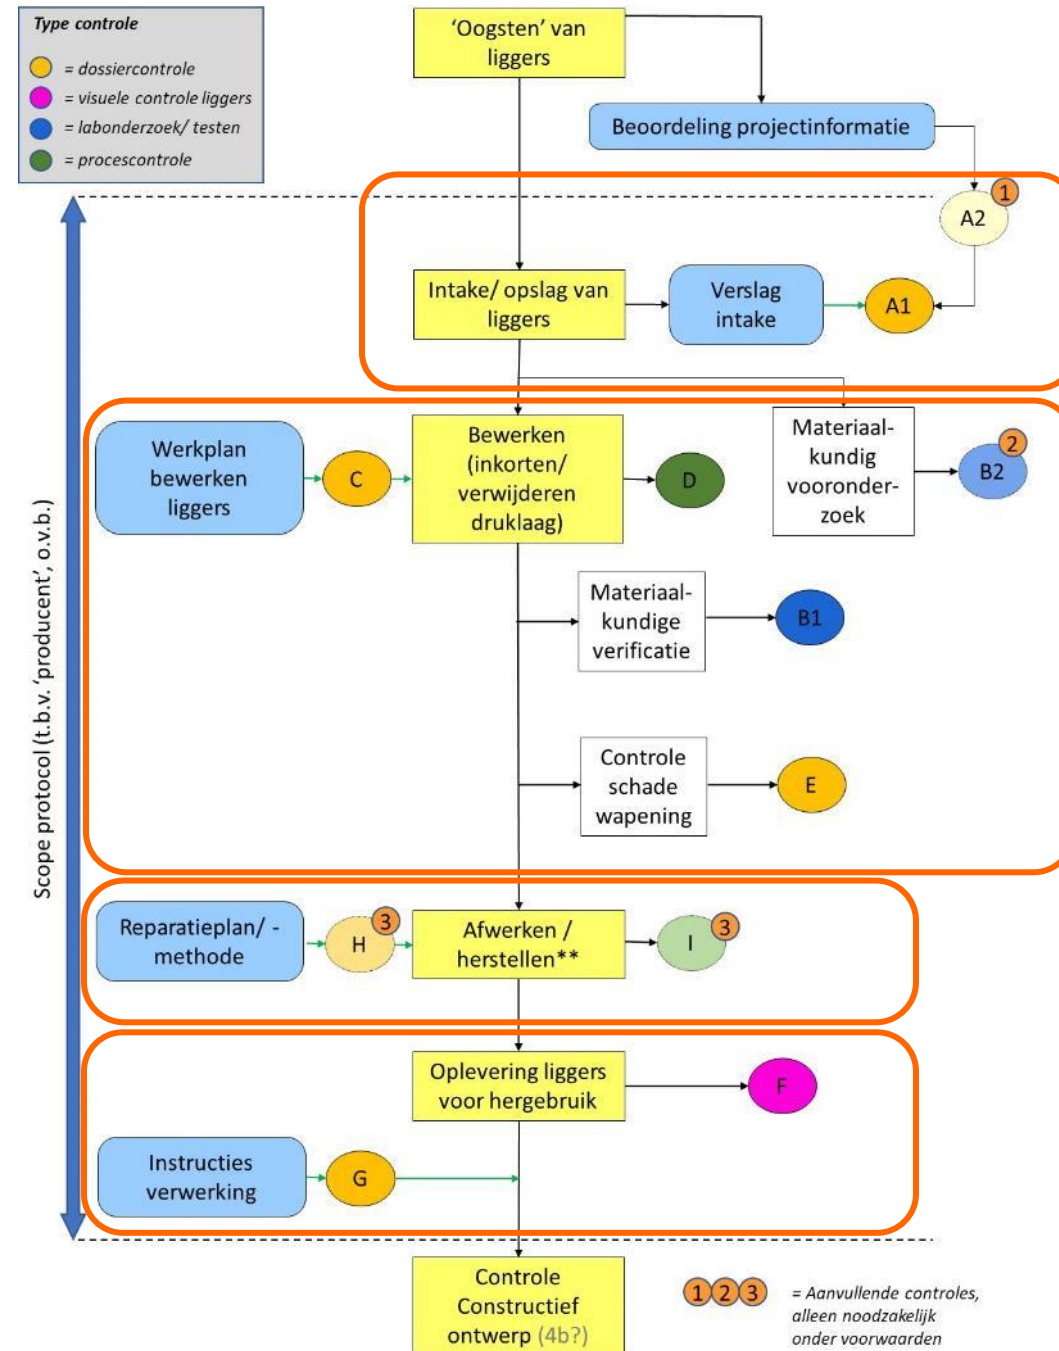 Type controle
= dossiercontrole
= visuele controle liggers
= labonderzoek/ testen
= procescontrole
‘Oogsten’ van
liggers
Beoordeling projectinformatie
1
A2
Intake/ opslag van
liggers
Verslag
intake
A1
Werkplan
bewerken
liggers
C
Bewerken
(inkorten/
verwijderen
druklaag)
D
Materiaal-
kundig
vooronder-
zoek
2
B2
Materiaal-
kundige
verificatie
B1
Controle
schade
wapening
E
Scope protocol (t.b.v. ‘producent’, o.v.b.)
Reparatieplan/ -
methode
3
H
Afwerken /
herstellen**
3
I
Oplevering liggers
voor hergebruik
F
Instructies
verwerking
G
Controle
Constructief
ontwerp (4b?)
1 2 3
= Aanvullende controles,
alleen noodzakelijk
onder voorwaarden